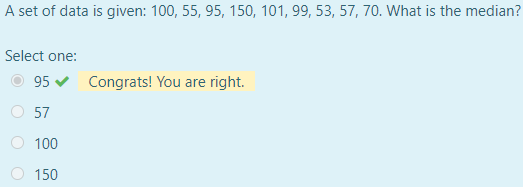 A set of data is given: 100, 55, 95, 150, 101, 99, 53, 57, 70. What is the median?
Select one:
95 ✔ Congrats! You are right.
57
100
150